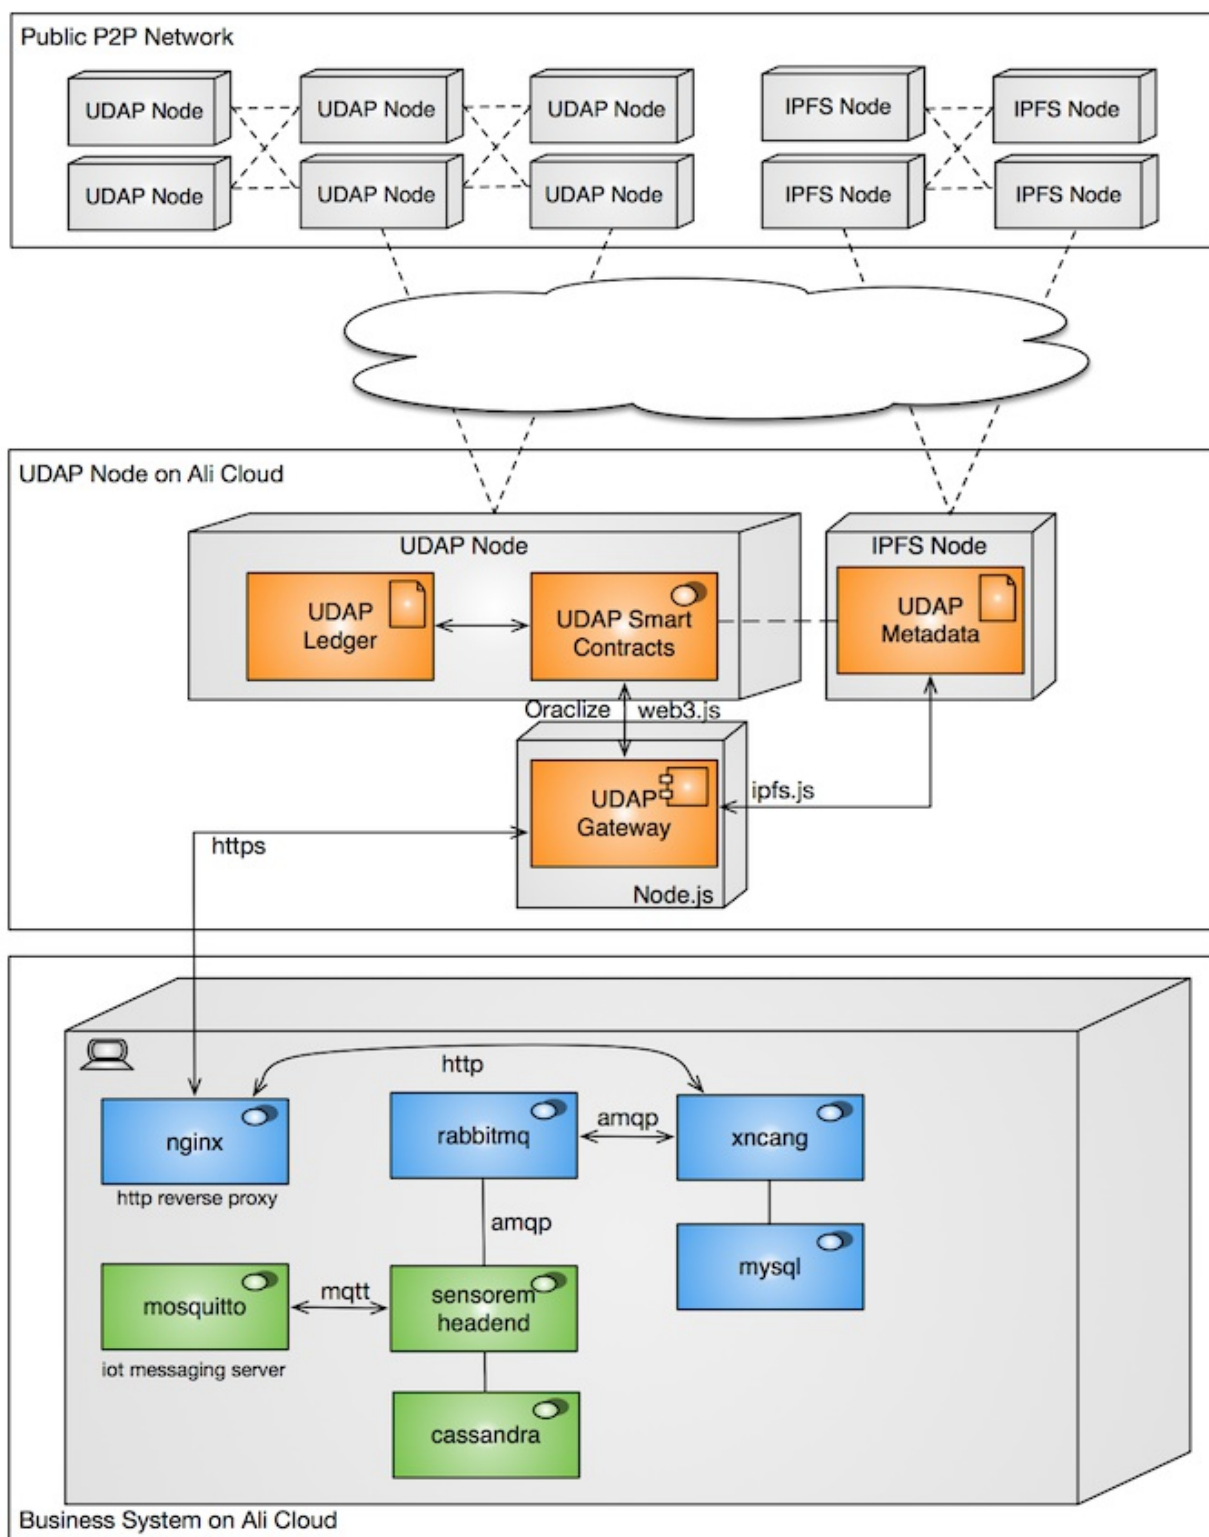 Public P2P Network
UDAP Node
UDAP Node
UDAP Node
IPFS Node
IPFS Node
UDAP Node
UDAP Node
UDAP Node
IPFS Node
IPFS Node
UDAP Node on Ali Cloud
UDAP Node
IPFS Node
UDAP
Ledger
UDAP Smart
Contracts
UDAP
Metadata
Oraclize
web3.js
UDAP
Gateway
ipfs.js
https
Node.js
http
nginx
rabbitmq
amqp
xncang
http reverse proxy
amqp
mysql
mosquitto
mqtt
sensorem
headend
iot messaging server
cassandra
Business System on Ali Cloud